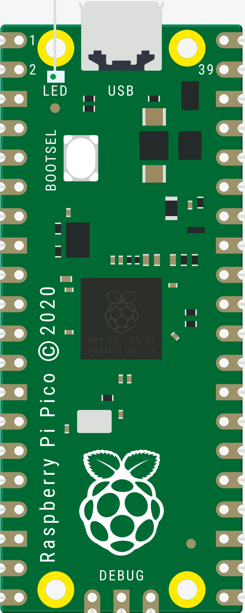 1
2
39
LED
USB
BOOTSEL
Raspberry Pi Pico © 2020
DEBUG